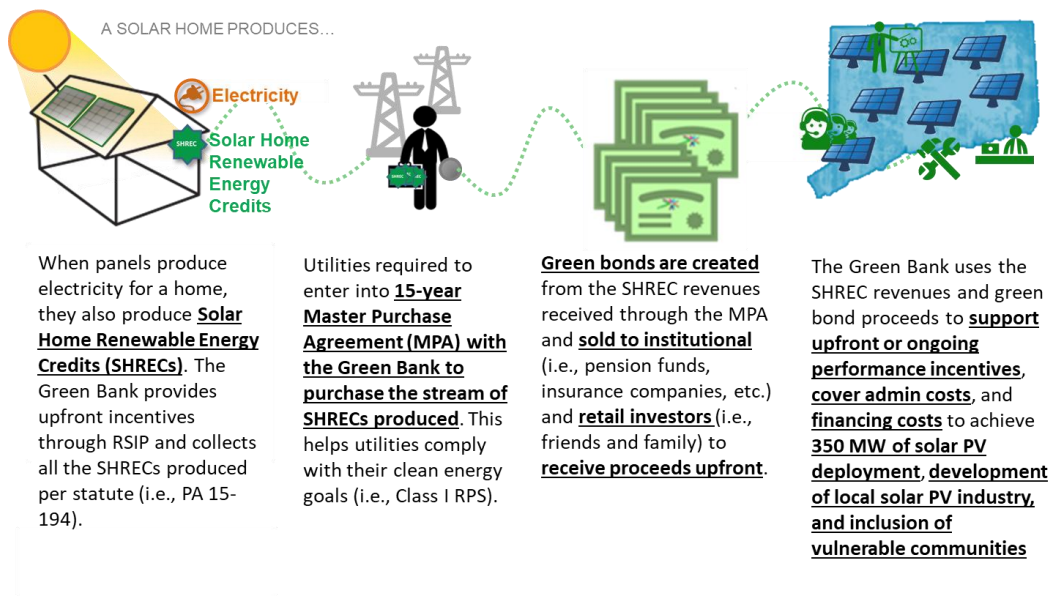 A SOLAR HOME PRODUCES…
Electricity
SHREC
Solar Home
Renewable
Energy
Credits
SHREC
When panels produce
electricity for a home,
they also produce Solar
Home Renewable Energy
Credits (SHRECs). The
Green Bank provides
upfront incentives
through RSIP and collects
all the SHRECs produced
per statute (i.e., PA 15-
194).
Utilities required to
enter into 15-year
Master Purchase
Agreement (MPA) with
the Green Bank to
purchase the stream of
SHRECs produced. This
helps utilities comply
with their clean energy
goals (i.e., Class I RPS).
Green bonds are created
from the SHREC revenues
received through the MPA
and sold to institutional
(i.e., pension funds,
insurance companies, etc.)
and retail investors (i.e.,
friends and family) to
receive proceeds upfront.
The Green Bank uses the
SHREC revenues and green
bond proceeds to support
upfront or ongoing
performance incentives,
cover admin costs, and
financing costs to achieve
350 MW of solar PV
deployment, development
of local solar PV industry,
and inclusion of
vulnerable communities